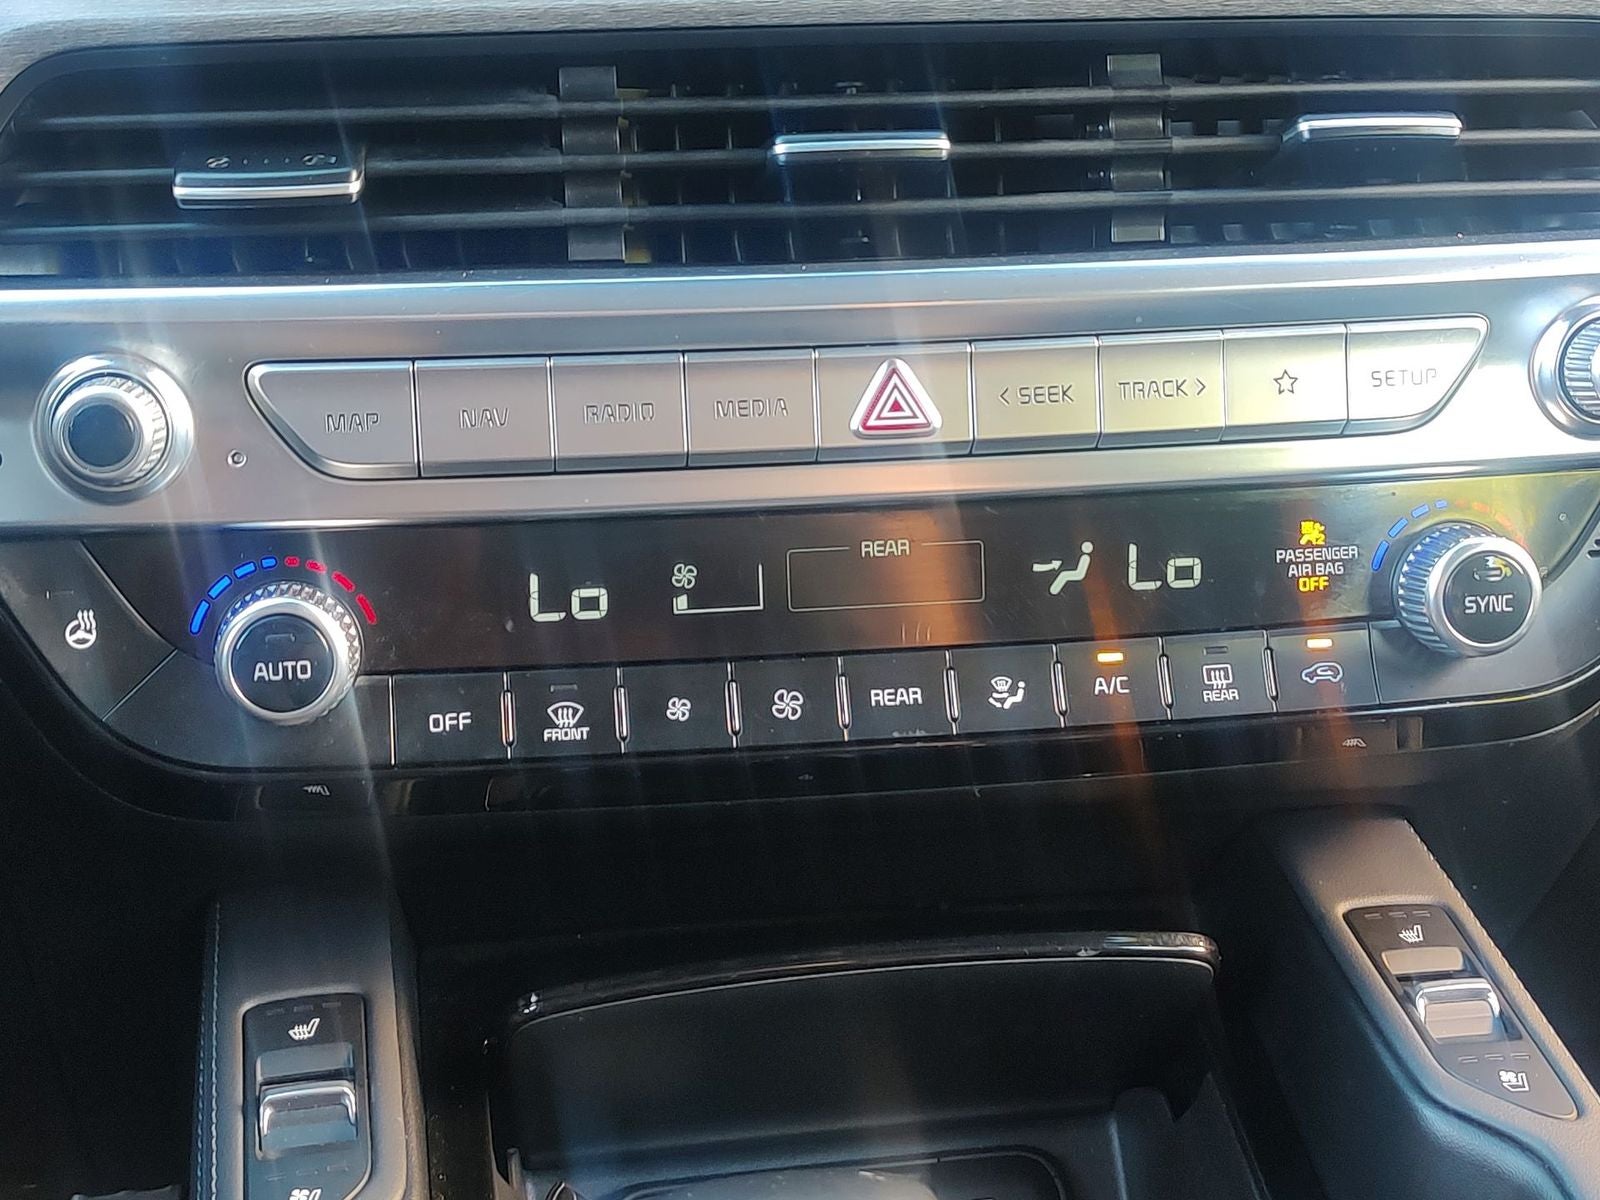 MAP NAV RADIO MEDIA < SEEK TRACK > SETUP
REAR
Lo
Lo
PASSENGER
AIR BAG
OFF
AUTO
SYNC
OFF
FRONT
REAR
A/C
REAR